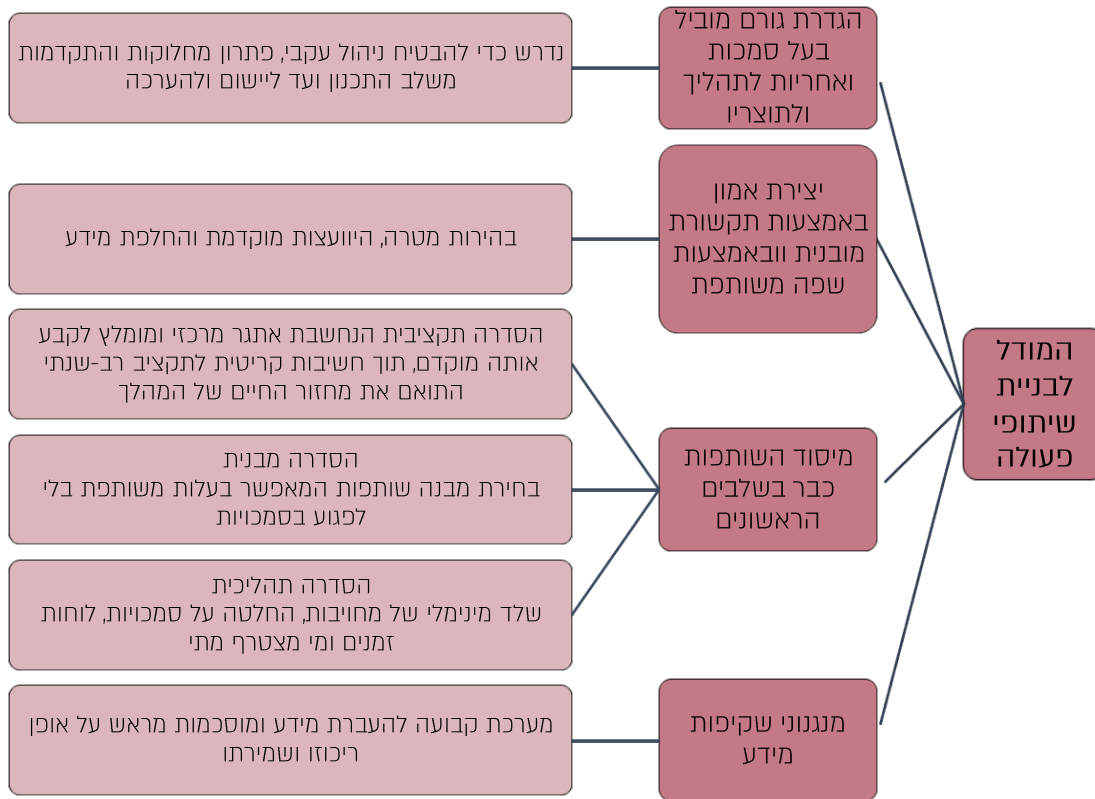 המודל
לבניית
שיתופי
פעולה
הגדרת גורם מוביל
בעל סמכות
ואחריות לתהליך
ולתוצריו
נדרש כדי להבטיח ניהול עקבי, פתרון מחלוקות והתקדמות
משלב התכנון ועד ליישום ולהערכה
יצירת אמון
באמצעות תקשורת
מובנית ובאמצעות
שפה משותפת
בהירות מטרה, היוועצות מוקדמת והחלפת מידע
מיסוד השותפות
כבר בשלבים
הראשונים
הסדרה תקציבית הנחשבת אתגר מרכזי ומומלץ לקבע
אותה מוקדם, תוך חשיבות קריטית לתקציב רב-שנתי
התואם את מחזור החיים של המהלך
הסדרה מבנית
בחירת מבנה שותפות המאפשר בעלות משותפת בלי
לפגוע בסמכויות
הסדרה תהליכית
שלד מינימלי של מחויבות, החלטה על סמכויות, לוחות
זמנים ומי מצטרף מתי
מנגנוני שקיפות
מידע
מערכת קבועה להעברת מידע ומוסכמות מראש על אופן
ריכוזו ושמירתו